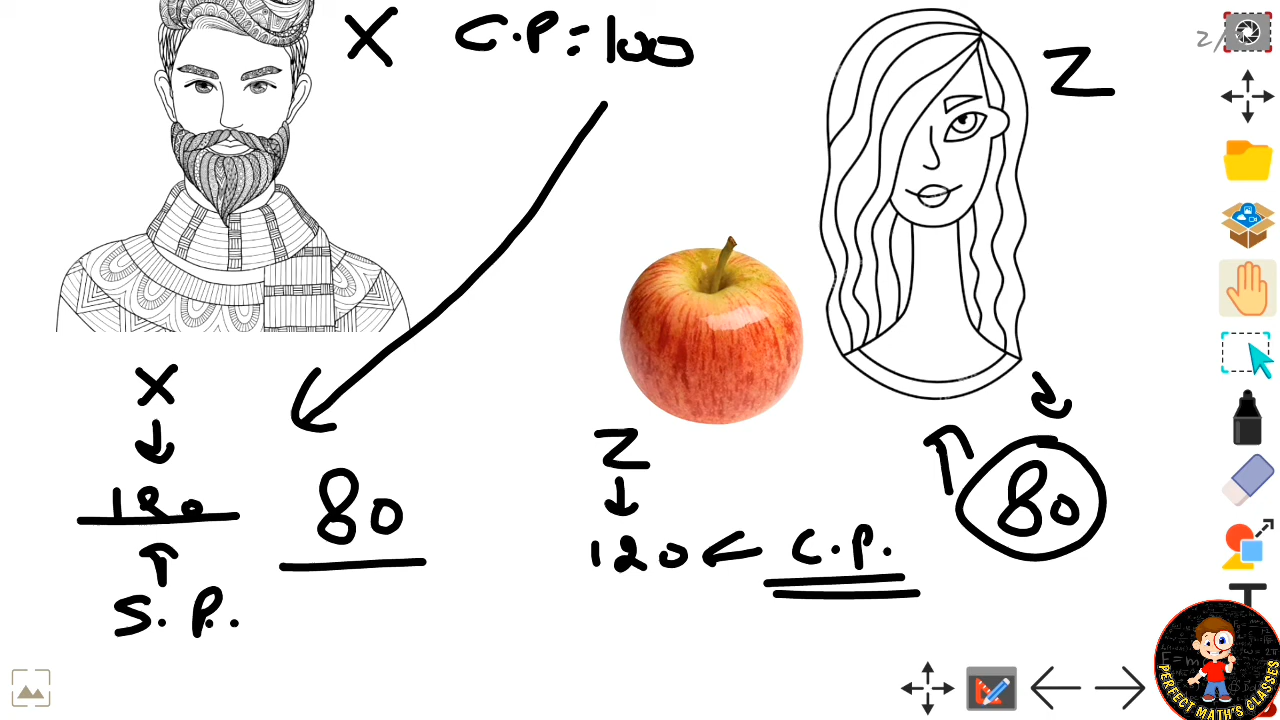 X C.P = 100
Z
X
120
S.P.
80
Z
120 ← C.P.
80
PERFECT MATH'S CLASSES